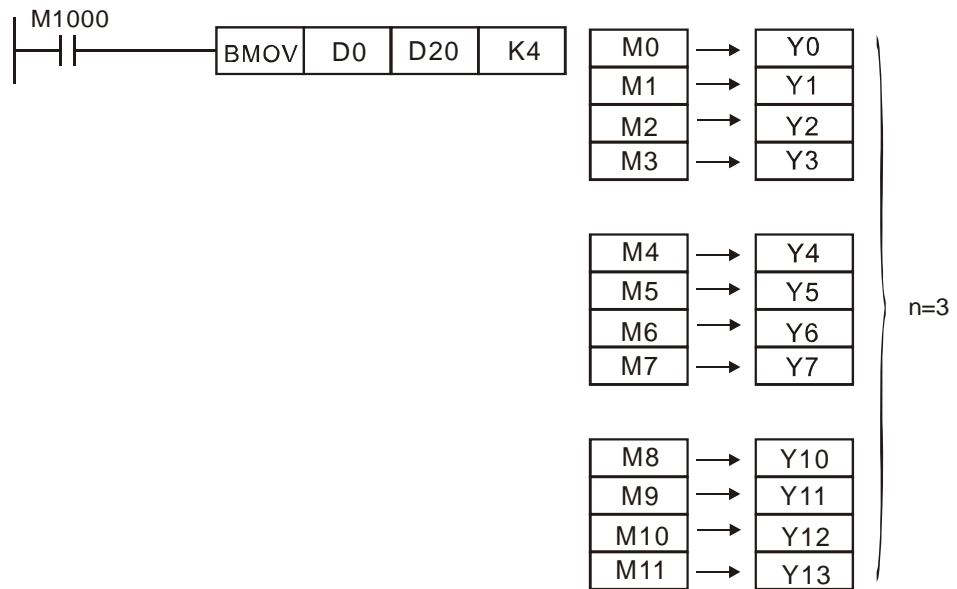 M1000
BMOV D0 D20 K4
M0 Y0
M1 Y1
M2 Y2
M3 Y3
M4 Y4
M5 Y5
M6 Y6
M7 Y7
n=3
M8 Y10
M9 Y11
M10 Y12
M11 Y13